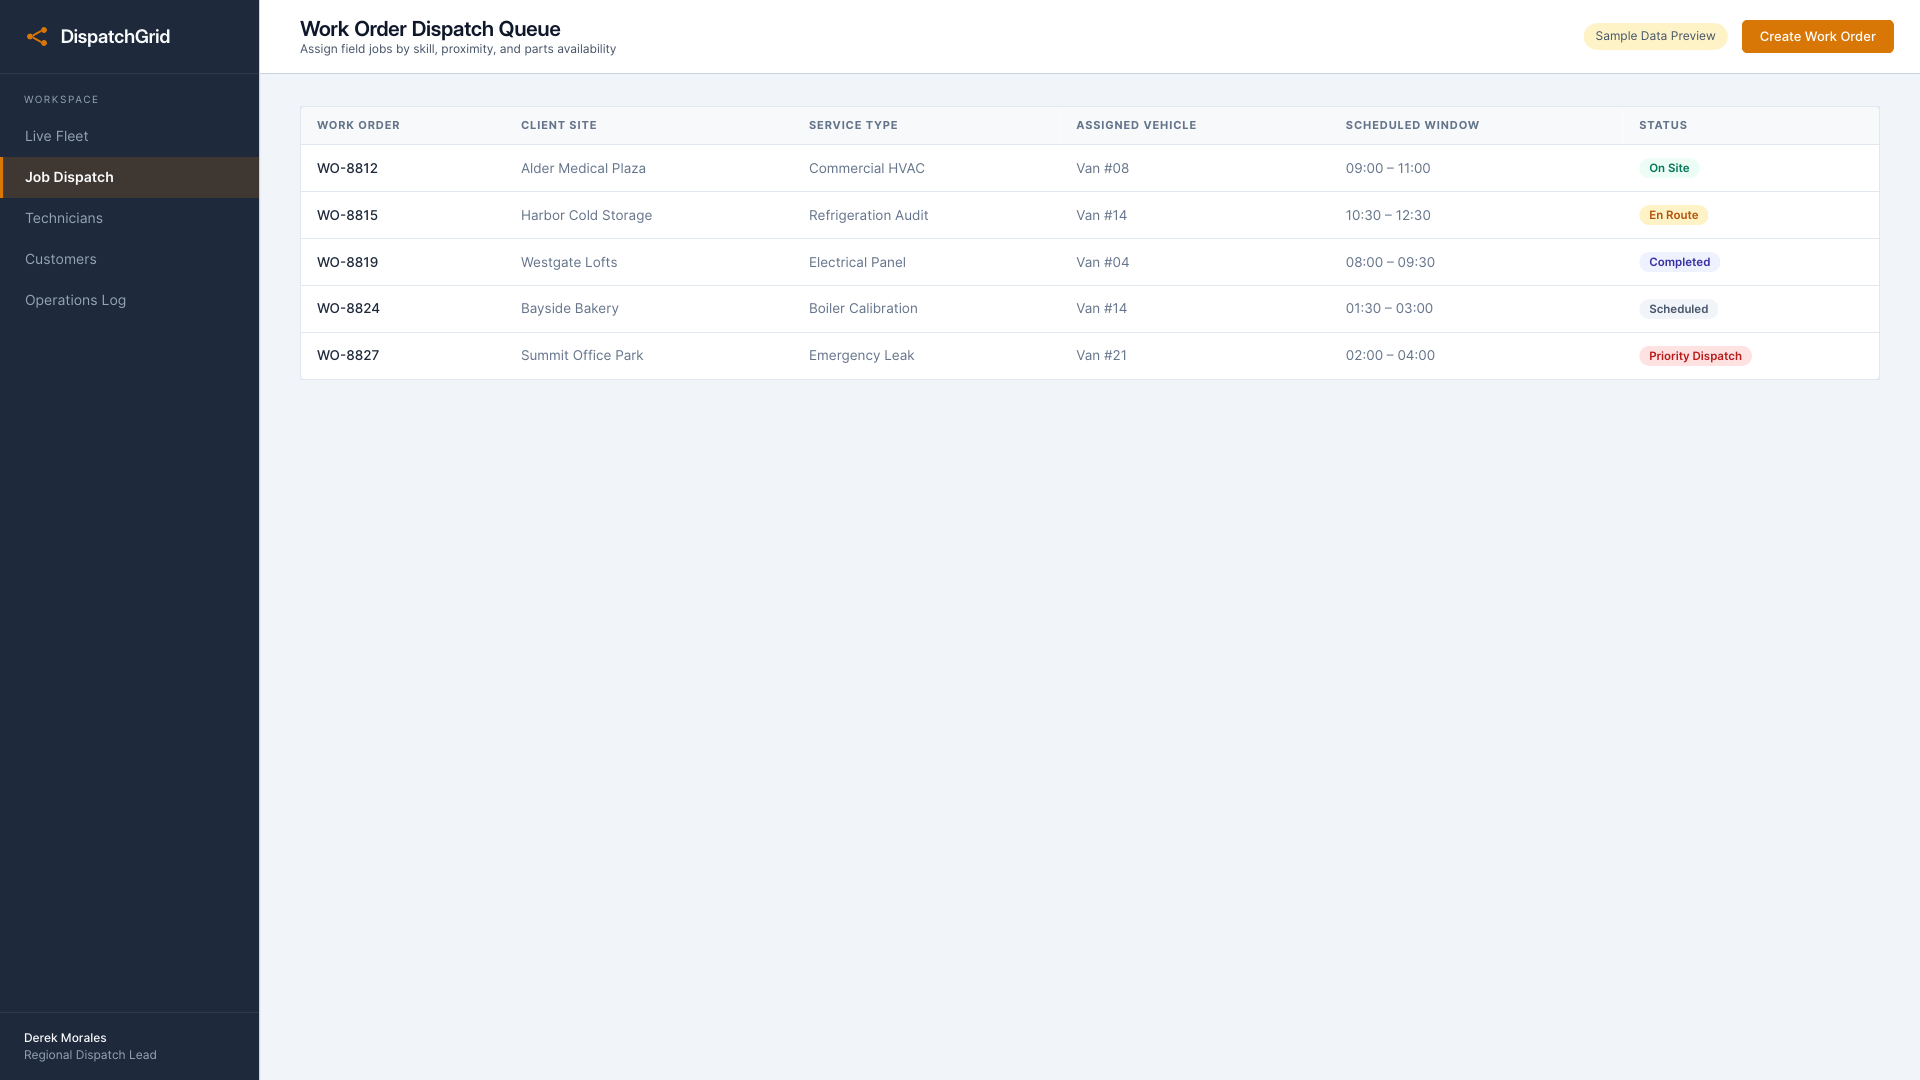 DispatchGrid
WORKSPACE
Live Fleet
Job Dispatch
Technicians
Customers
Operations Log
Derek Morales
Regional Dispatch Lead
Work Order Dispatch Queue
Assign field jobs by skill, proximity, and parts availability
Sample Data Preview
Create Work Order
WORK ORDER CLIENT SITE SERVICE TYPE ASSIGNED VEHICLE SCHEDULED WINDOW STATUS
WO-8812 Alder Medical Plaza Commercial HVAC Van #08 09:00 – 11:00 On Site
WO-8815 Harbor Cold Storage Refrigeration Audit Van #14 10:30 – 12:30 En Route
WO-8819 Westgate Lofts Electrical Panel Van #04 08:00 – 09:30 Completed
WO-8824 Bayside Bakery Boiler Calibration Van #14 01:30 – 03:00 Scheduled
WO-8827 Summit Office Park Emergency Leak Van #21 02:00 – 04:00 Priority Dispatch